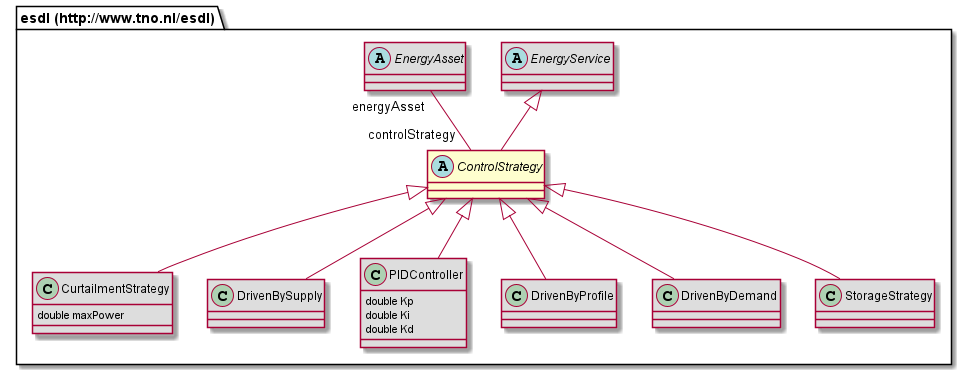 esdl (http://www.tno.nl/esdl)
A EnergyAsset
A EnergyService
energyAsset
controlStrategy
A ControlStrategy
C CurtailmentStrategy
double maxPower
C DrivenBySupply
C PIDController
double Kp
double Ki
double Kd
C DrivenByProfile
C DrivenByDemand
C StorageStrategy